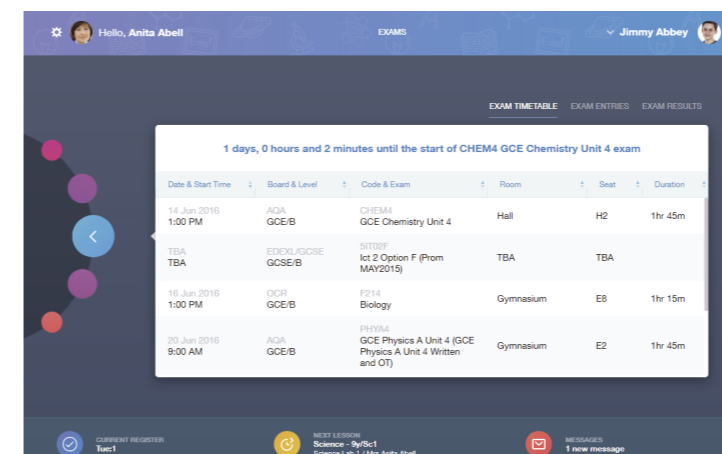 Hello, Anita Abell
EXAMS
Jimmy Abbey
EXAM TIMETABLE EXAM ENTRIES EXAM RESULTS
1 days, 0 hours and 2 minutes until the start of CHEM4 GCE Chemistry Unit 4 exam
Date & Start Time Board & Level Code & Exam Room Seat Duration
14 Jun 2016 AQA CHEM4
1:00 PM GCE/B GCE Chemistry Unit 4 Hall H2 1hr 45m
TBA EDEXL/GCSE 5IT02F
TBA GCSE/B Ict 2 Option F (Prom TBA TBA
MAY2015)
16 Jun 2016 OCR F214
1:00 PM GCE/B Biology Gymnasium E8 1hr 15m
PHYA4
20 Jun 2016 AQA GCE Physics A Unit 4 (GCE
9:00 AM GCE/B Physics A Unit 4 Written Gymnasium E2 1hr 45m
and OT)
CURRENT REGISTER
Tue:1
NEXT LESSON
Science - 9y/Sc1
Science Lab 1 / Mrs Anita Abell
MESSAGES
1 new message